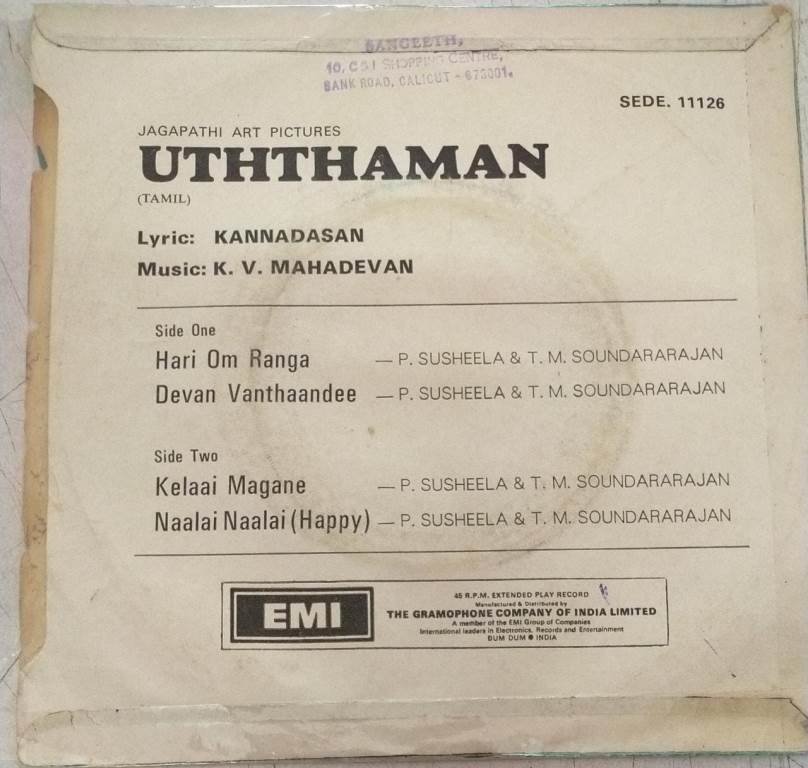 SANGEETH,
10, C S I SHOPPING CENTRE,
BANK ROAD, CALICUT - 673001.
SEDE. 11126
JAGAPATHI ART PICTURES
UTHTHAMAN
(TAMIL)
Lyric: KANNADASAN
Music: K. V. MAHADEVAN
Side One
Hari Om Ranga — P. SUSHEELA & T. M. SOUNDARARAJAN
Devan Vanthaandee — P. SUSHEELA & T. M. SOUNDARARAJAN
Side Two
Kelaai Magane — P. SUSHEELA & T. M. SOUNDARARAJAN
Naalai Naalai (Happy) — P. SUSHEELA & T. M. SOUNDARARAJAN
EMI
45 R.P.M. EXTENDED PLAY RECORD
Manufactured & Distributed by
THE GRAMOPHONE COMPANY OF INDIA LIMITED
A member of the EMI Group of Companies
International leaders in Electronics, Records and Entertainment
DUM DUM ● INDIA